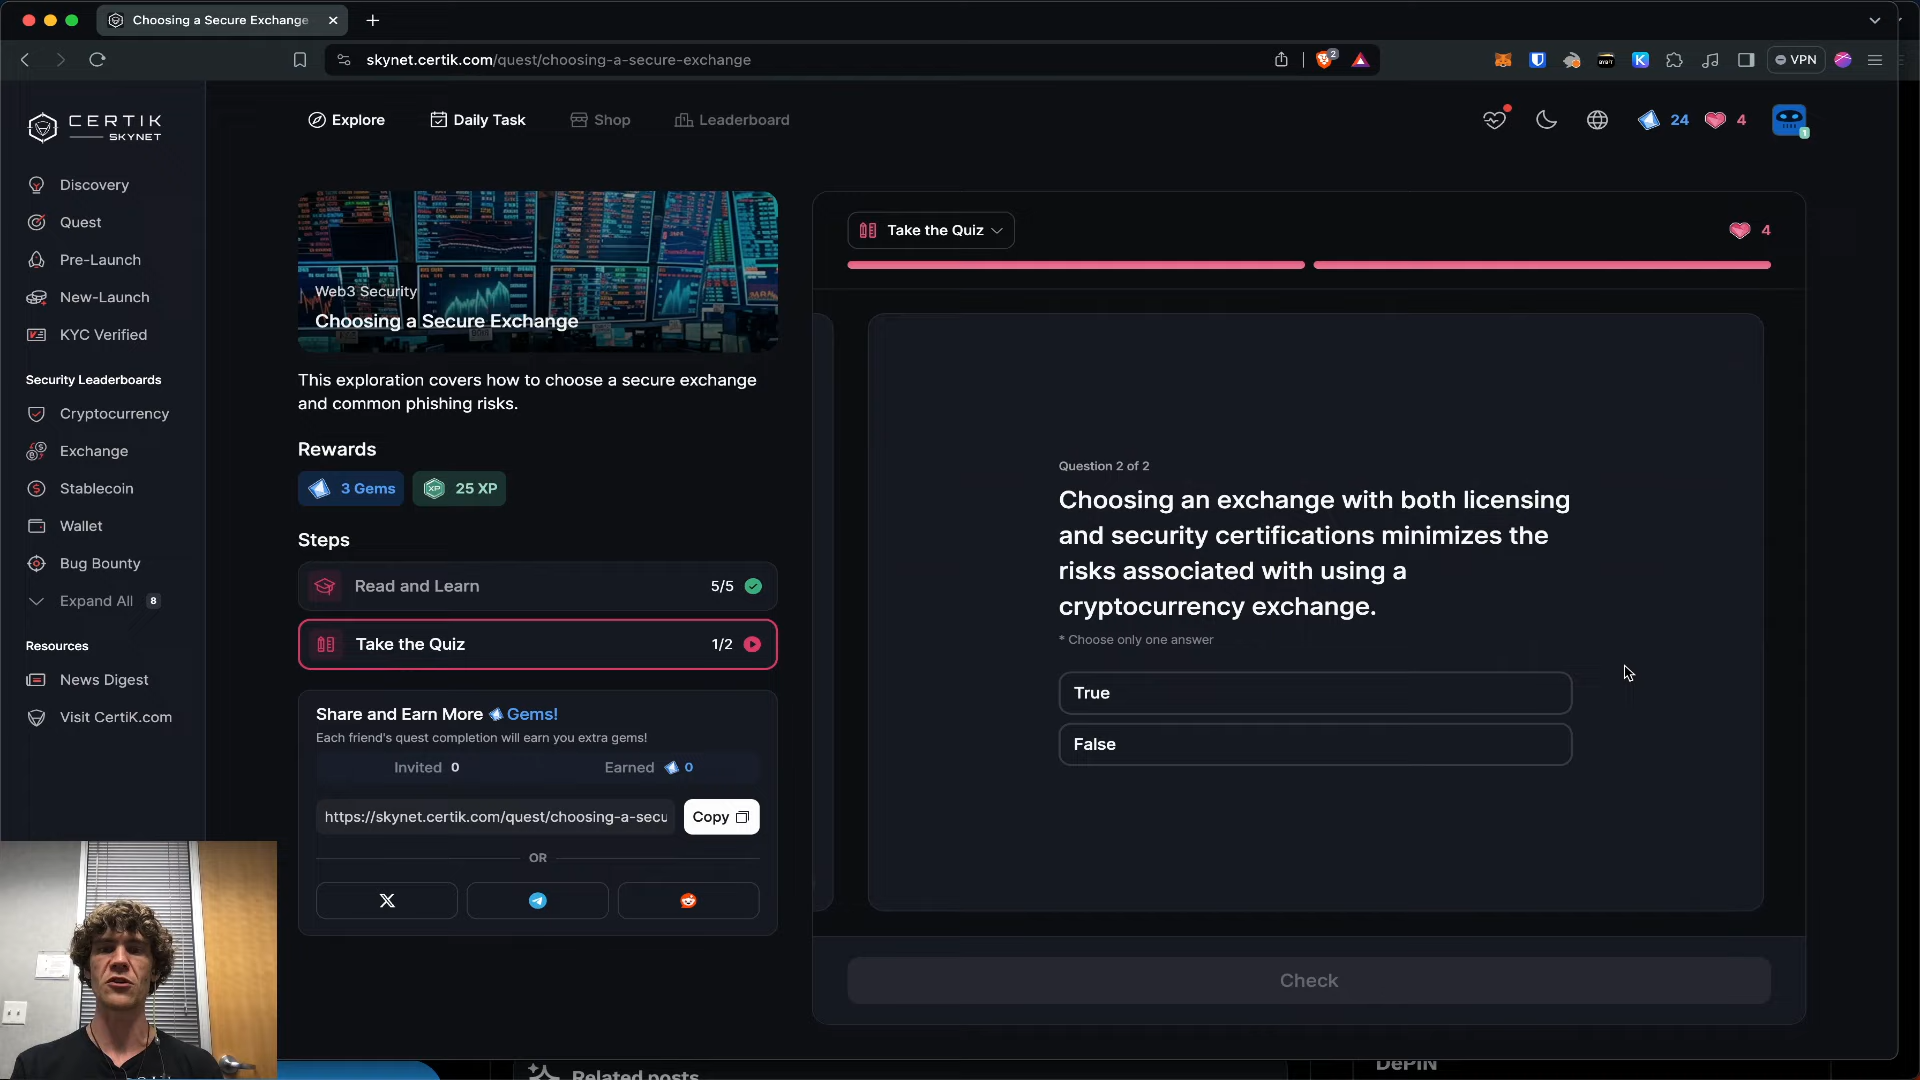 Choosing a Secure Exchange
skynet.certik.com/quest/choosing-a-secure-exchange
2
VPN
CERTIK
SKYNET
Explore
Daily Task
Shop
Leaderboard
24
4
1
Discovery
Quest
Pre-Launch
New-Launch
KYC Verified
Security Leaderboards
Cryptocurrency
Exchange
Stablecoin
Wallet
Bug Bounty
Expand All 8
Resources
News Digest
Visit CertiK.com
Web3 Security
Choosing a Secure Exchange
This exploration covers how to choose a secure exchange
and common phishing risks.
Rewards
3 Gems
XP
25 XP
Steps
Read and Learn
5/5
Take the Quiz
1/2
Share and Earn More Gems!
Each friend's quest completion will earn you extra gems!
Invited 0
Earned 0
https://skynet.certik.com/quest/choosing-a-secu
Copy
OR
Take the Quiz
4
Question 2 of 2
Choosing an exchange with both licensing
and security certifications minimizes the
risks associated with using a
cryptocurrency exchange.
* Choose only one answer
True
False
Check
Related posts
DePIN